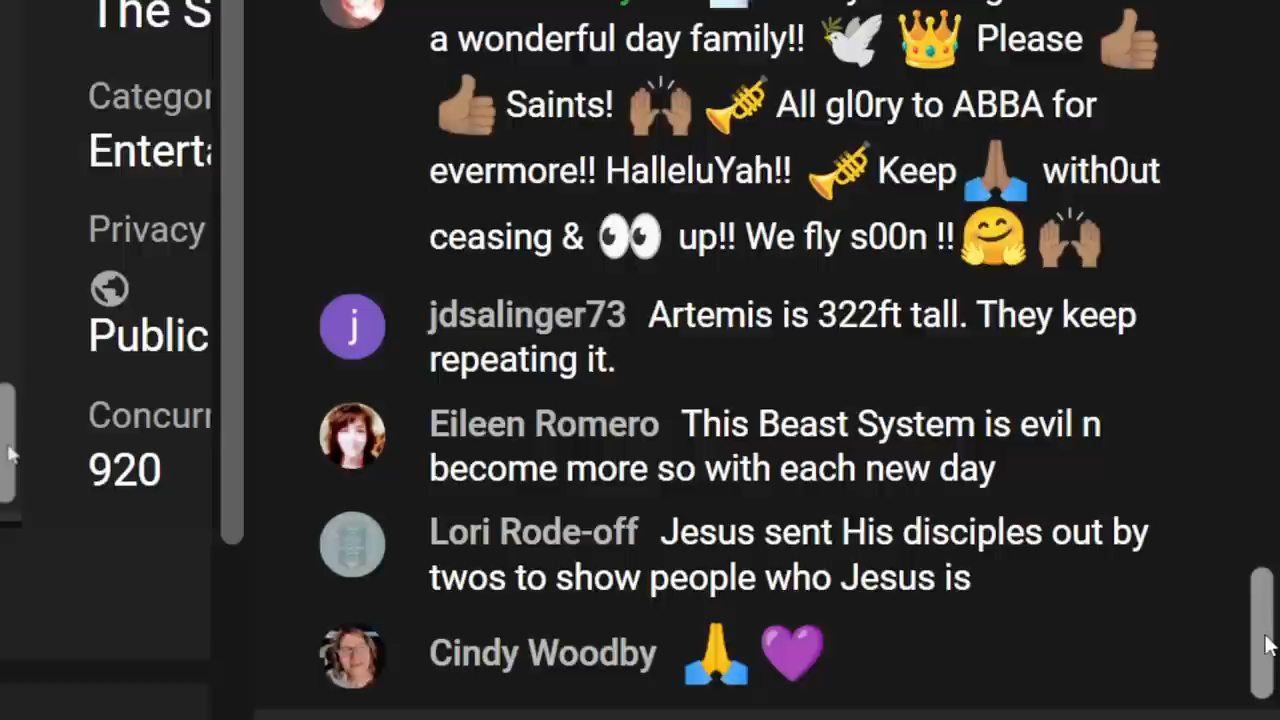 The S
Categor
Enterta
Privacy
Public
Concurr
920
a wonderful day family!! 🕊️ 👑 Please 👍🏽
👍🏽 Saints! 🙌🏽 🎺 All gl0ry to ABBA for
evermore!! HalleluYah!! 🎺 Keep 🙏🏽 with0ut
ceasing & 👀 up!! We fly s00n !! 🤗 🙌🏽
j
jdsalinger73 Artemis is 322ft tall. They keep
repeating it.
Eileen Romero This Beast System is evil n
become more so with each new day
Lori Rode-off Jesus sent His disciples out by
twos to show people who Jesus is
Cindy Woodby 🙏 💜